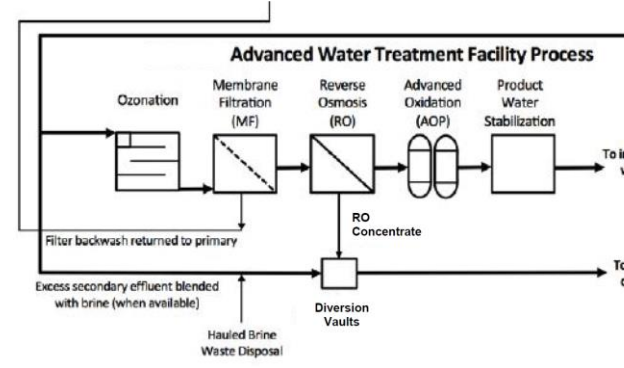 Advanced Water Treatment Facility Process
Ozonation
Membrane
Filtration
(MF)
Reverse
Osmosis
(RO)
Advanced
Oxidation
(AOP)
Product
Water
Stabilization
To
RO
Concentrate
Filter backwash returned to primary
To
Excess secondary effluent blended
with brine (when available)
Diversion
Vaults
Hauled Brine
Waste Disposal